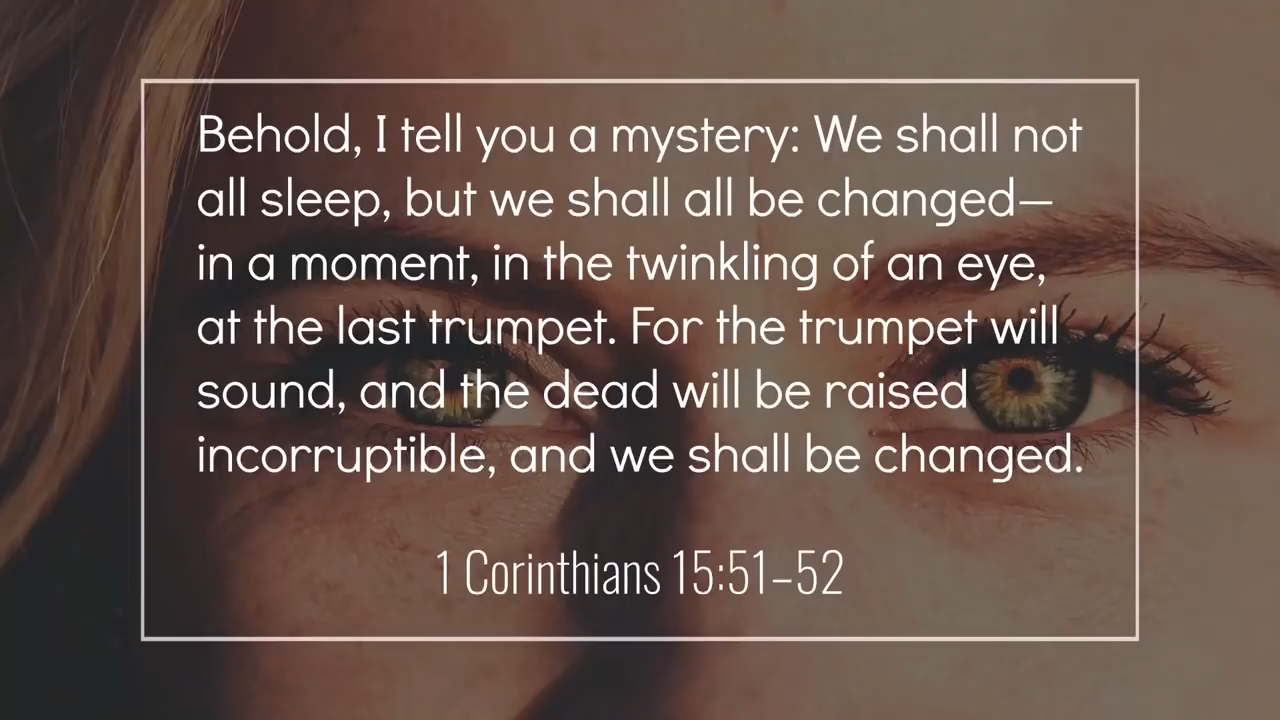 Behold, I tell you a mystery: We shall not
all sleep, but we shall all be changed—
in a moment, in the twinkling of an eye,
at the last trumpet. For the trumpet will
sound, and the dead will be raised
incorruptible, and we shall be changed.
1 Corinthians 15:51–52